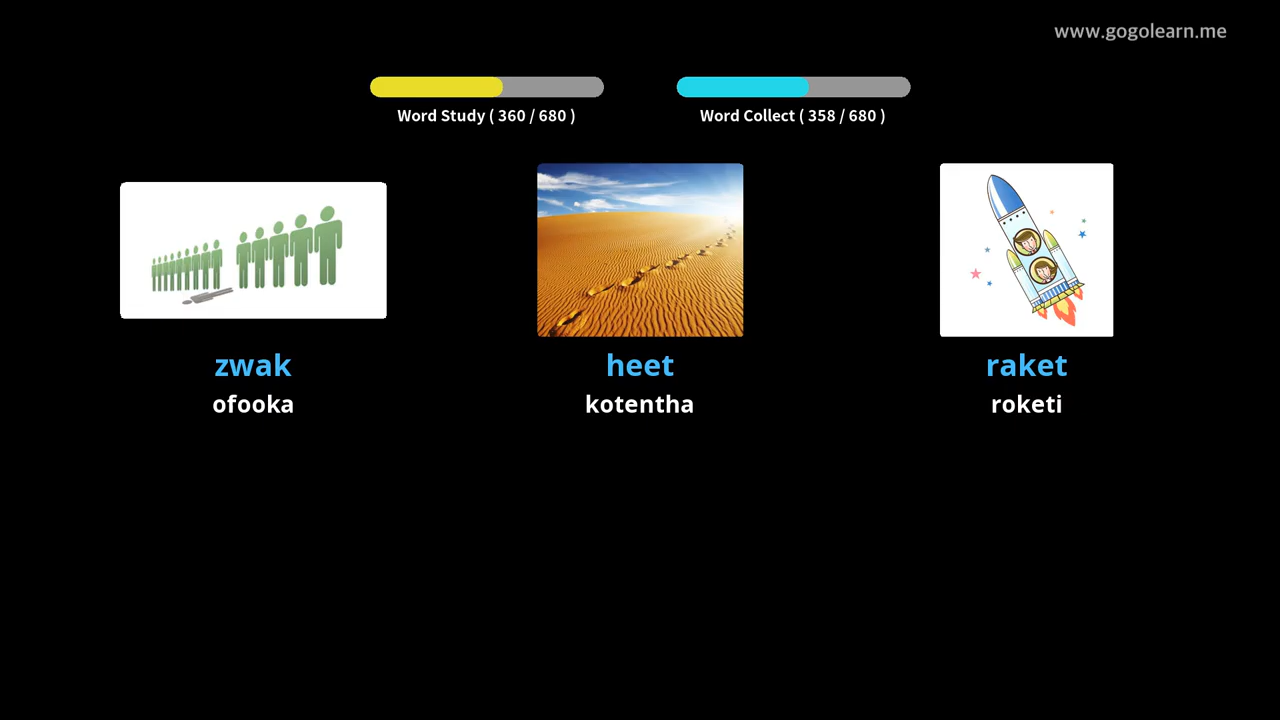 www.gogolearn.me
Word Study ( 360 / 680 )
Word Collect ( 358 / 680 )
zwak
ofooka
heet
kotentha
raket
roketi